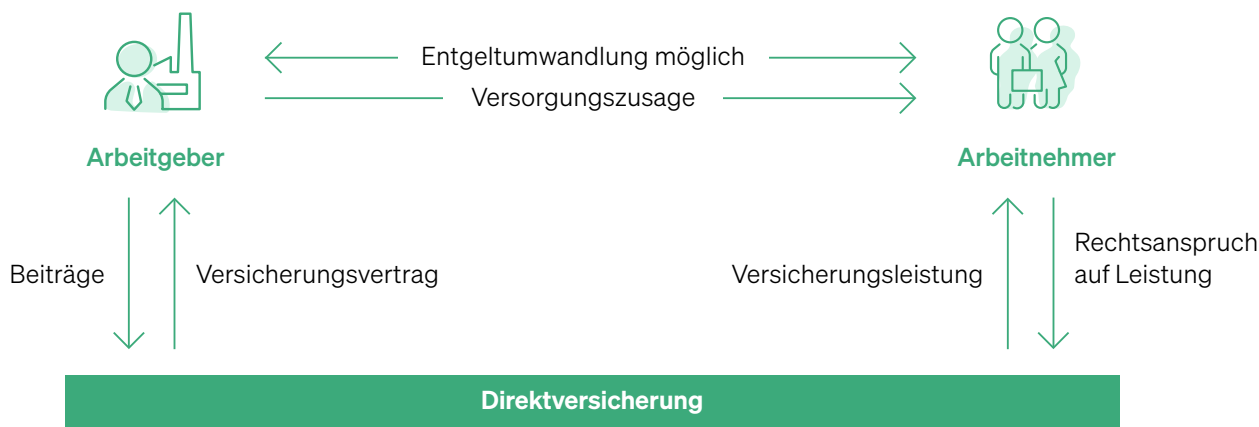 Entgeltumwandlung möglich
Versorgungszusage
Arbeitgeber
Arbeitnehmer
Beiträge
Versicherungsvertrag
Versicherungsleistung
Rechtsanspruch
auf Leistung
Direktversicherung